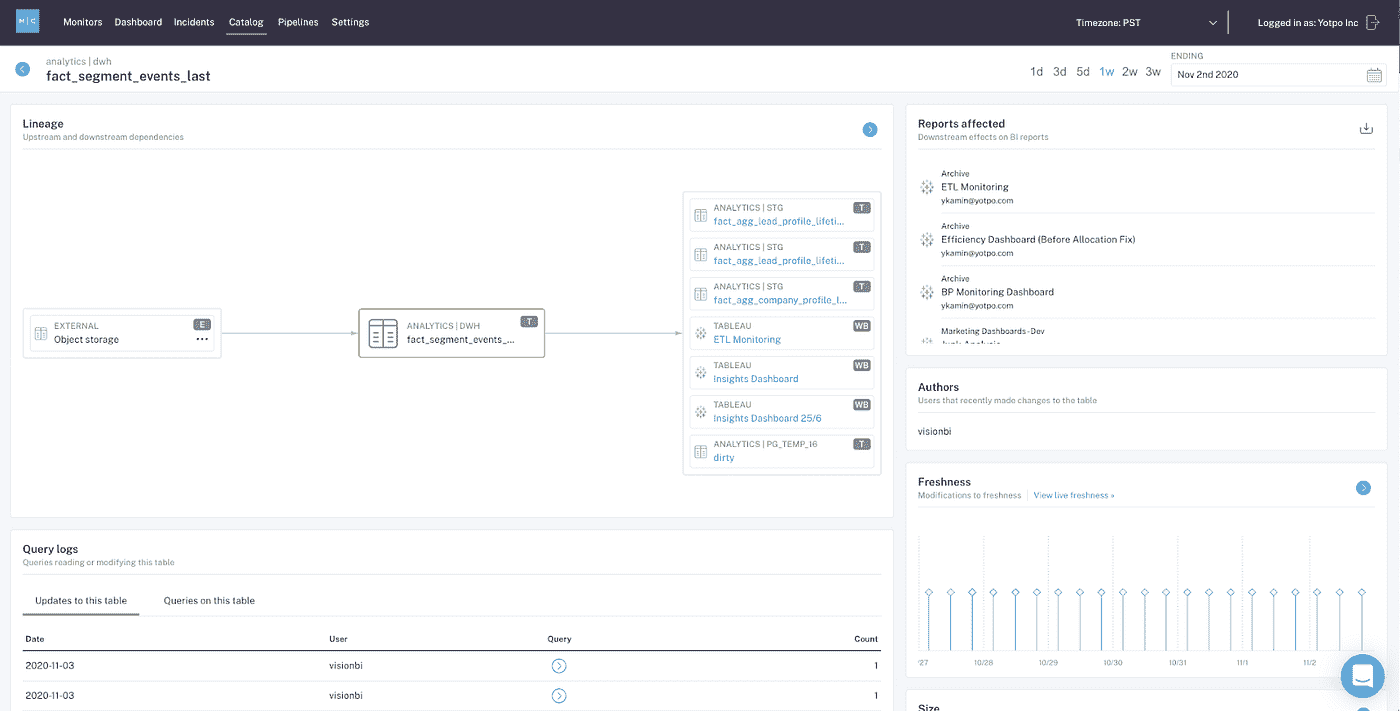 M | C
Monitors Dashboard Incidents Catalog Pipelines Settings
Timezone: PST
Logged in as: Yotpo Inc
analytics | dwh
fact_segment_events_last
1d 3d 5d 1w 2w 3w
ENDING
Nov 2nd 2020
Lineage
Upstream and downstream dependencies
EXTERNAL
E
Object storage
...
ANALYTICS | DWH
T
fact_segment_events_...
ANALYTICS | STG
T
fact_agg_lead_profile_lifeti...
ANALYTICS | STG
T
fact_agg_lead_profile_lifeti...
ANALYTICS | STG
T
fact_agg_company_profile_l...
TABLEAU
WB
ETL Monitoring
TABLEAU
WB
Insights Dashboard
TABLEAU
WB
Insights Dashboard 25/6
ANALYTICS | PG_TEMP_16
T
dirty
Reports affected
Downstream effects on BI reports
Archive
ETL Monitoring
ykamin@yotpo.com
Archive
Efficiency Dashboard (Before Allocation Fix)
ykamin@yotpo.com
Archive
BP Monitoring Dashboard
ykamin@yotpo.com
Marketing Dashboards-Dev
Authors
Users that recently made changes to the table
visionbi
Freshness
Modifications to freshness
View live freshness »
'27 10/28 10/29 10/30 10/31 11/1 11/2
Size
Query logs
Queries reading or modifying this table
Updates to this table Queries on this table
Date User Query Count
2020-11-03 visionbi 1
2020-11-03 visionbi 1